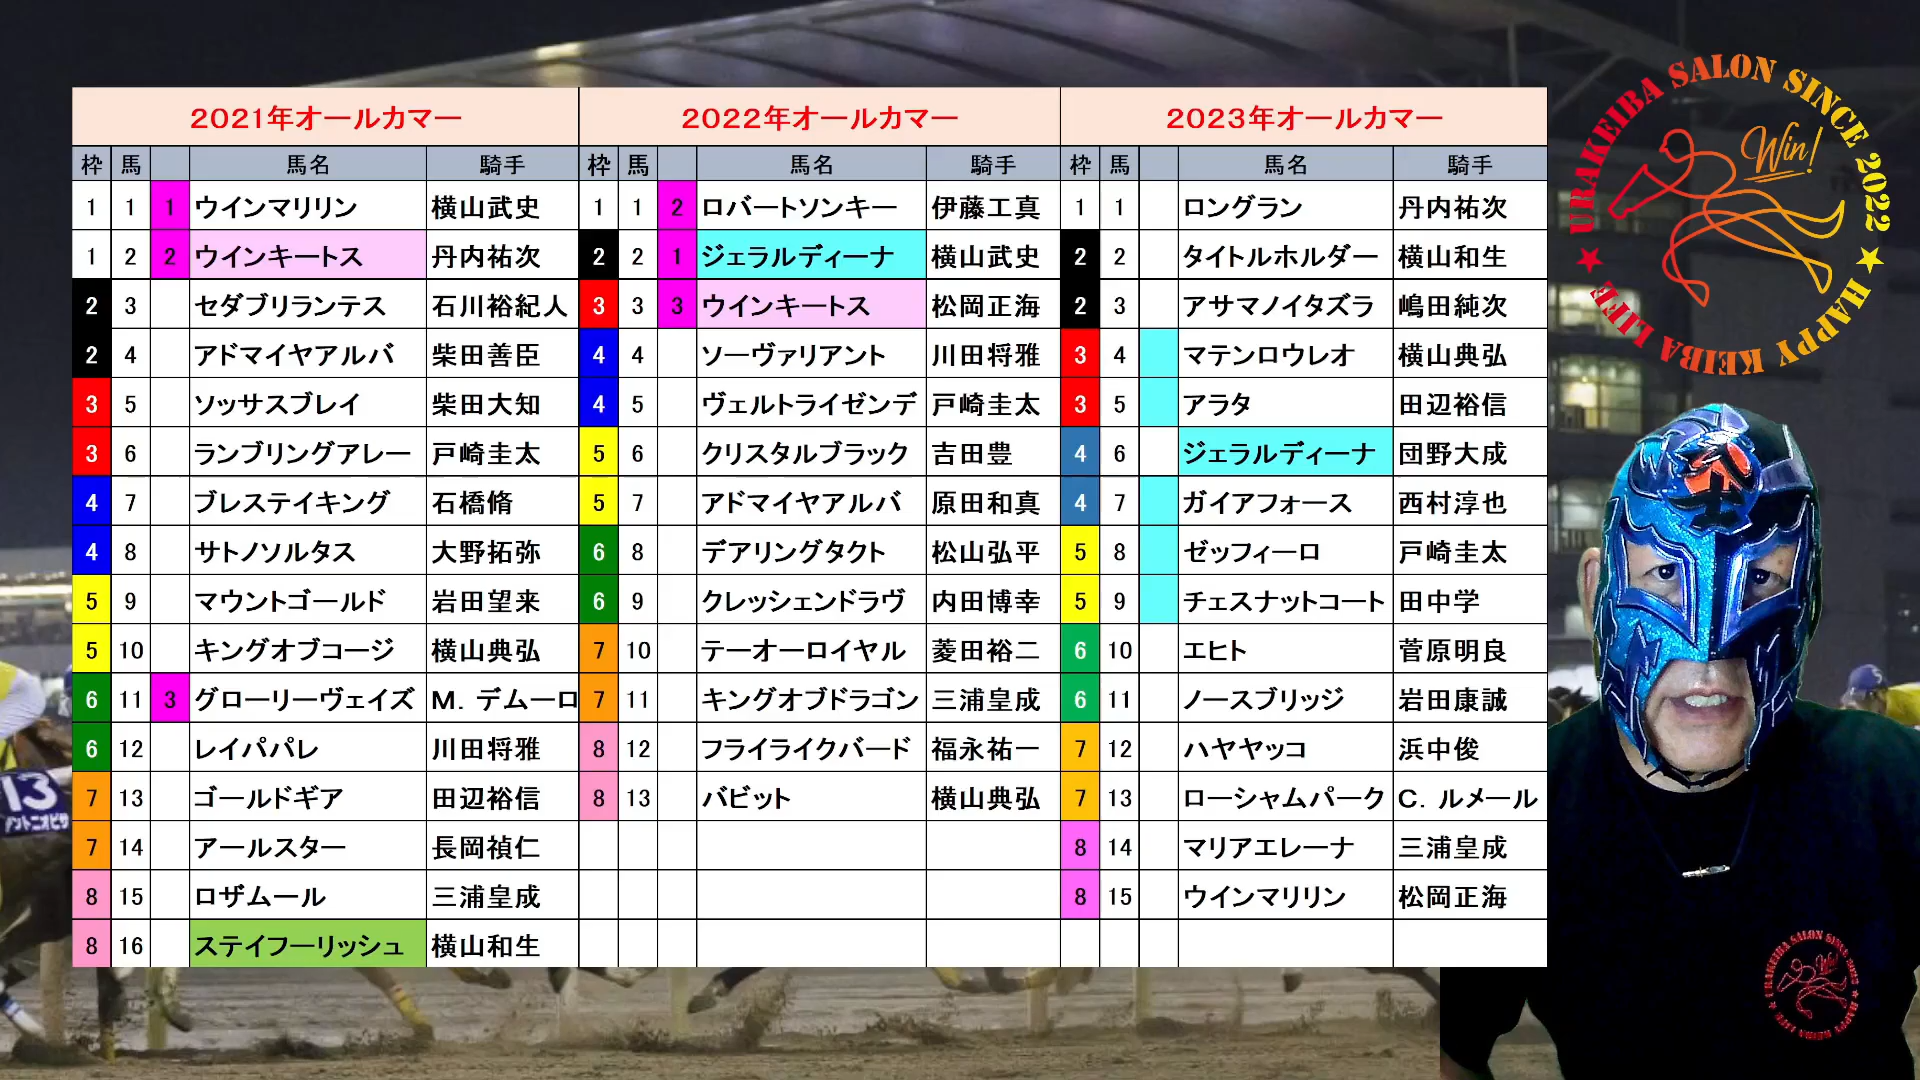 2021年オールカマー 2022年オールカマー 2023年オールカマー
枠 馬 馬名 騎手 枠 馬 馬名 騎手 枠 馬 馬名 騎手
1 1 1 ウインマリリン 横山武史 1 1 2 ロバートソンキー 伊藤工真 1 1 ロングラン 丹内祐次
1 2 2 ウインキートス 丹内祐次 2 2 1 ジェラルディーナ 横山武史 2 2 タイトルホルダー 横山和生
2 3 セダブリランテス 石川裕紀人 3 3 3 ウインキートス 松岡正海 2 3 アサマノイタズラ 嶋田純次
2 4 アドマイヤアルバ 柴田善臣 4 4 ソーヴァリアント 川田将雅 3 4 マテンロウレオ 横山典弘
3 5 ソッサスブレイ 柴田大知 4 5 ヴェルトライゼンデ 戸崎圭太 3 5 アラタ 田辺裕信
3 6 ランブリングアレー 戸崎圭太 5 6 クリスタルブラック 吉田豊 4 6 ジェラルディーナ 団野大成
4 7 ブレステイキング 石橋脩 5 7 アドマイヤアルバ 原田和真 4 7 ガイアフォース 西村淳也
4 8 サトノソルタス 大野拓弥 6 8 デアリングタクト 松山弘平 5 8 ゼッフィーロ 戸崎圭太
5 9 マウントゴールド 岩田望来 6 9 クレッシェンドラヴ 内田博幸 5 9 チェスナットコート 田中学
5 10 キングオブコージ 横山典弘 7 10 テーオーロイヤル 菱田裕二 6 10 エヒト 菅原明良
6 11 3 グローリーヴェイズ M. デムーロ 7 11 キングオブドラゴン 三浦皇成 6 11 ノースブリッジ 岩田康誠
6 12 レイパパレ 川田将雅 8 12 フライライクバード 福永祐一 7 12 ハヤヤッコ 浜中俊
7 13 ゴールドギア 田辺裕信 8 13 バビット 横山典弘 7 13 ローシャムパーク C. ルメール
7 14 アールスター 長岡禎仁 8 14 マリアエレーナ 三浦皇成
8 15 ロザムール 三浦皇成 8 15 ウインマリリン 松岡正海
8 16 ステイフーリッシュ 横山和生
URAKEIBA SALON SINCE 2022 ★ HAPPY KEIBA LIFE ★
Win!
13